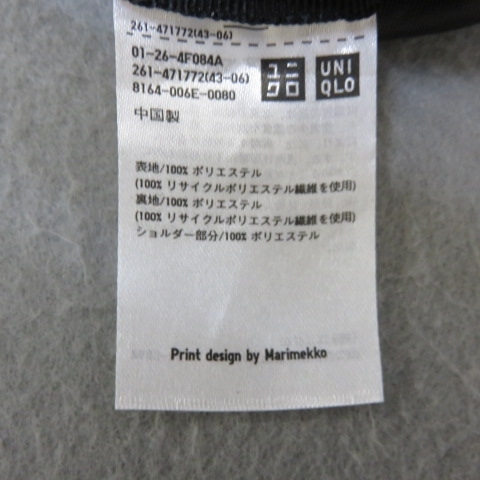 261-471772(43-06)
01-26-4F084A
261-471772(43-06)
8164-006E-0080
ユニクロ
UNIQLO
中国製
表地/100% ポリエステル
(100% リサイクルポリエステル繊維を使用)
裏地/100% ポリエステル
(100% リサイクルポリエステル繊維を使用)
ショルダー部分/100% ポリエステル
Print design by Marimekko